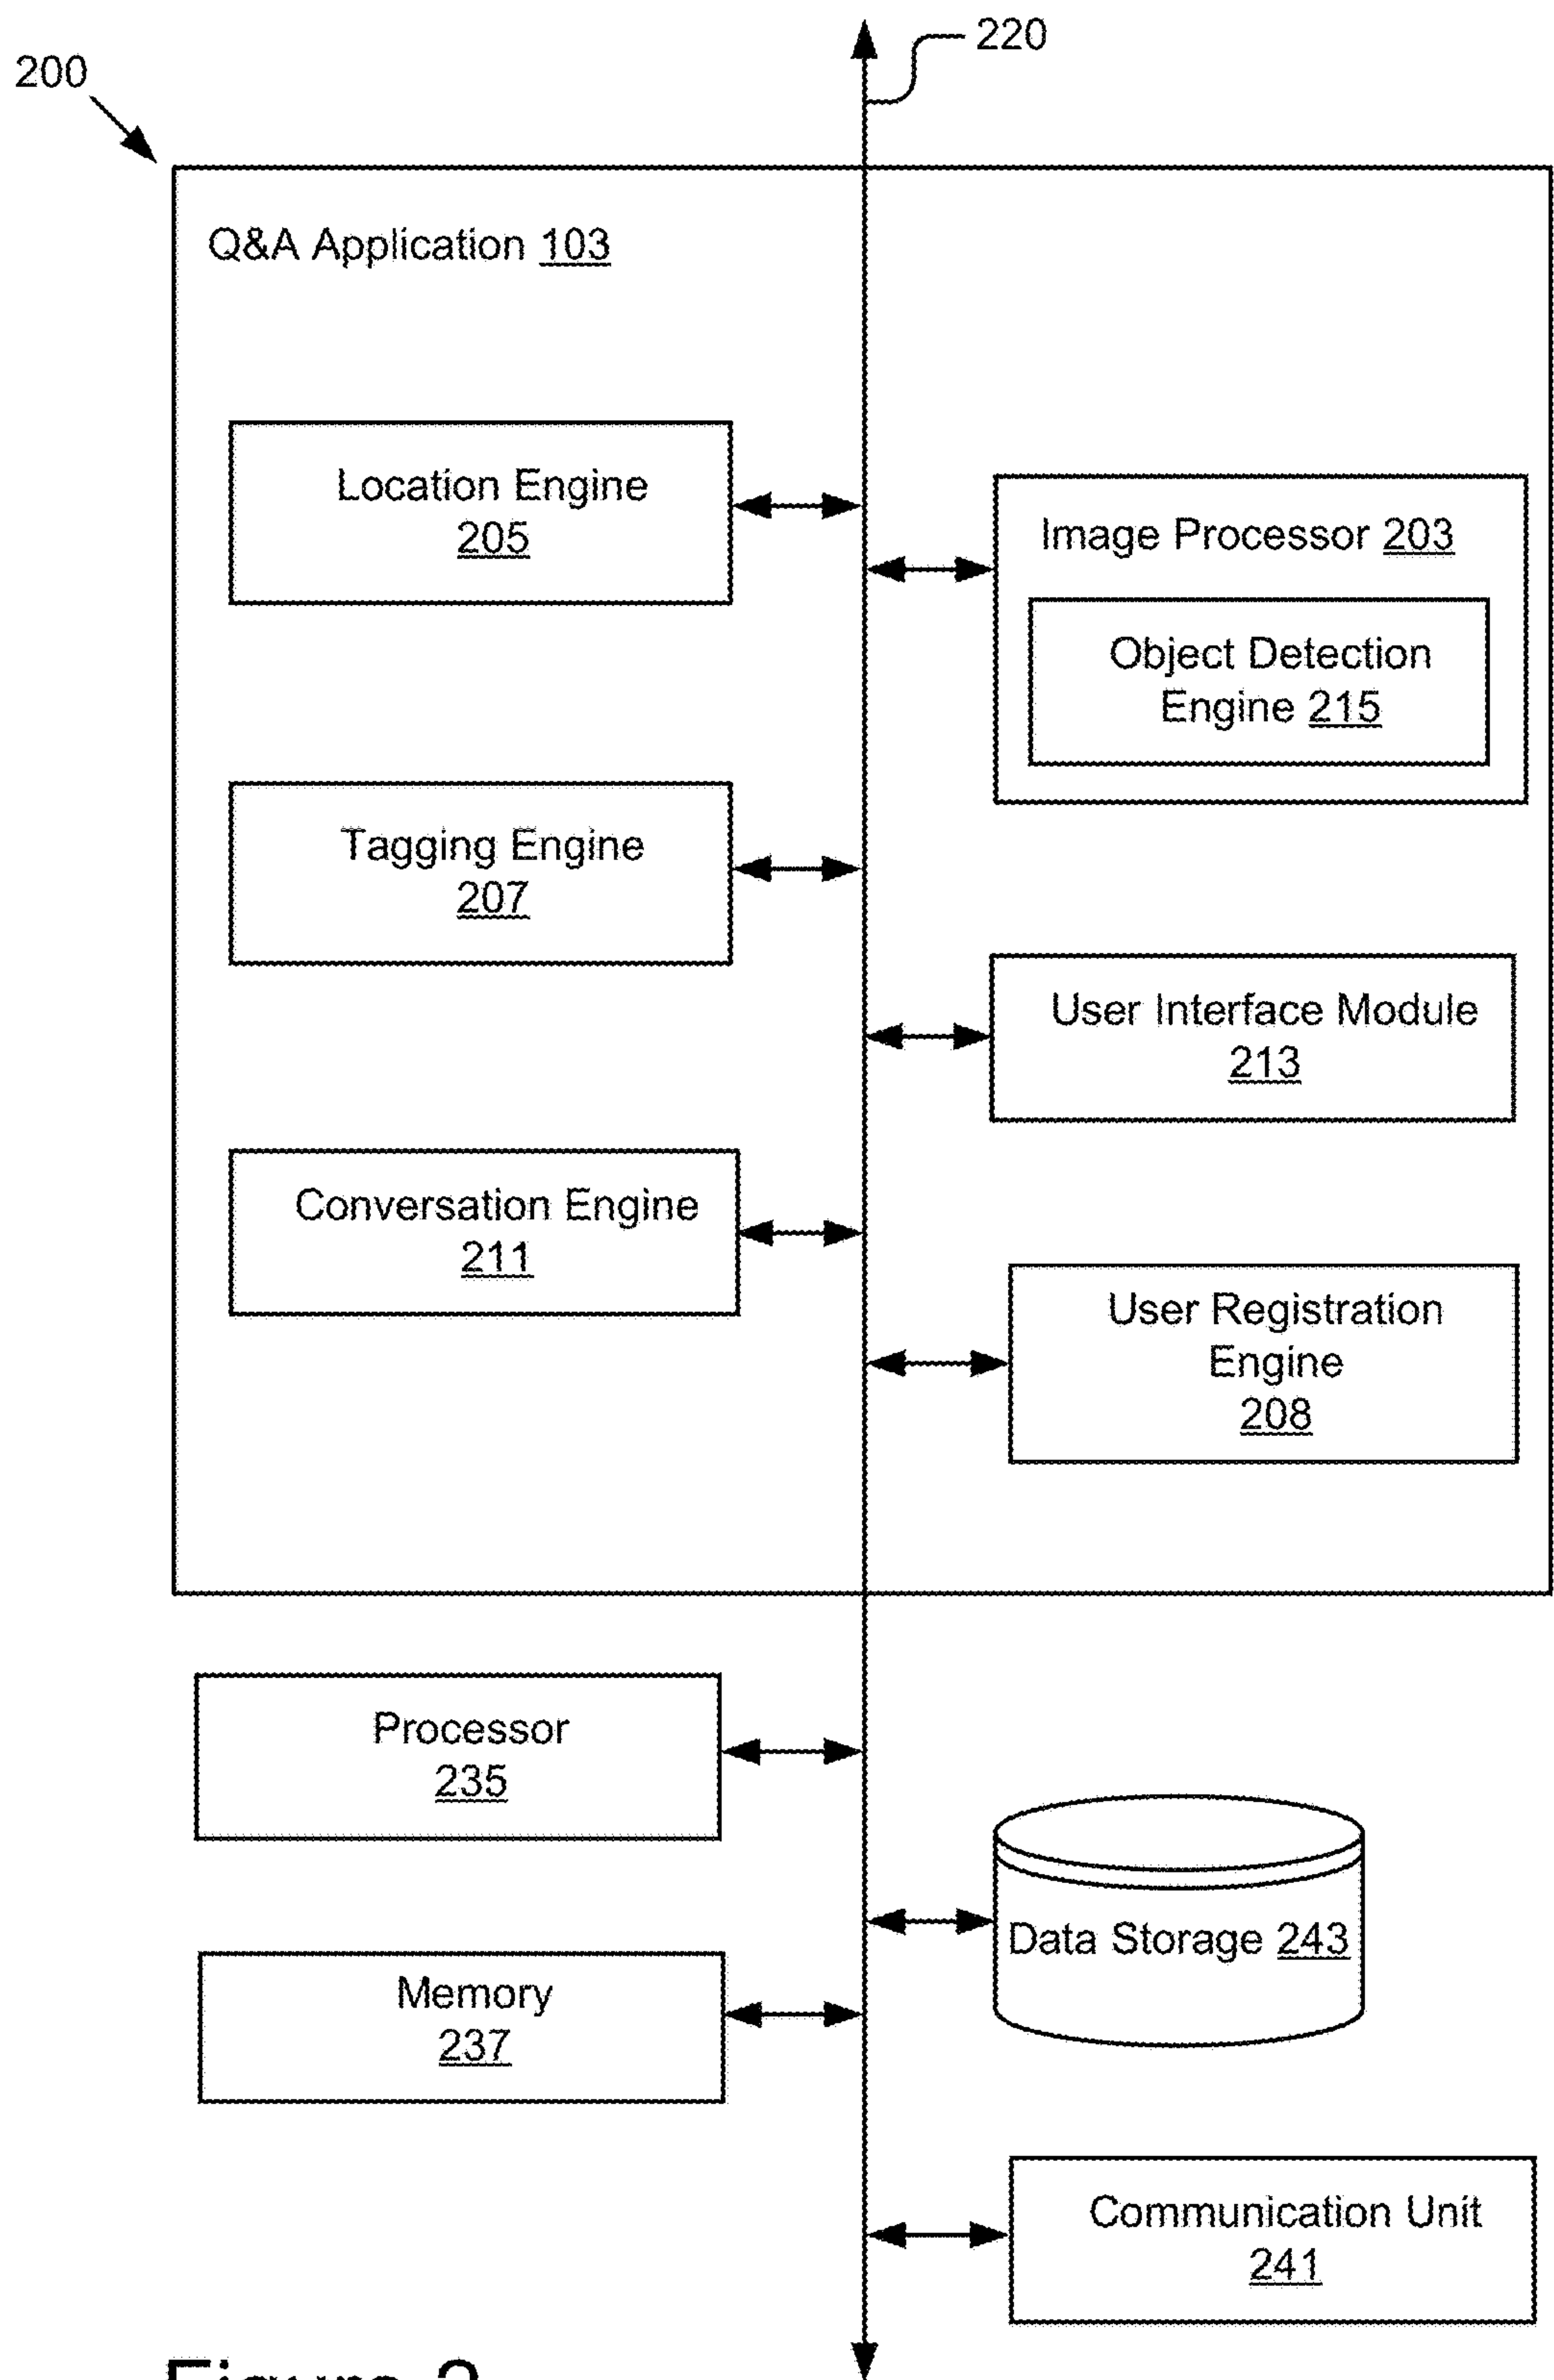 220
200
Q&A Application 103
Location Engine
205
Image Processor 203
Object Detection
Engine 215
Tagging Engine
207
User Interface Module
213
Conversation Engine
211
User Registration
Engine
208
Processor
235
Data Storage 243
Memory
237
Communication Unit
241
Figure 2